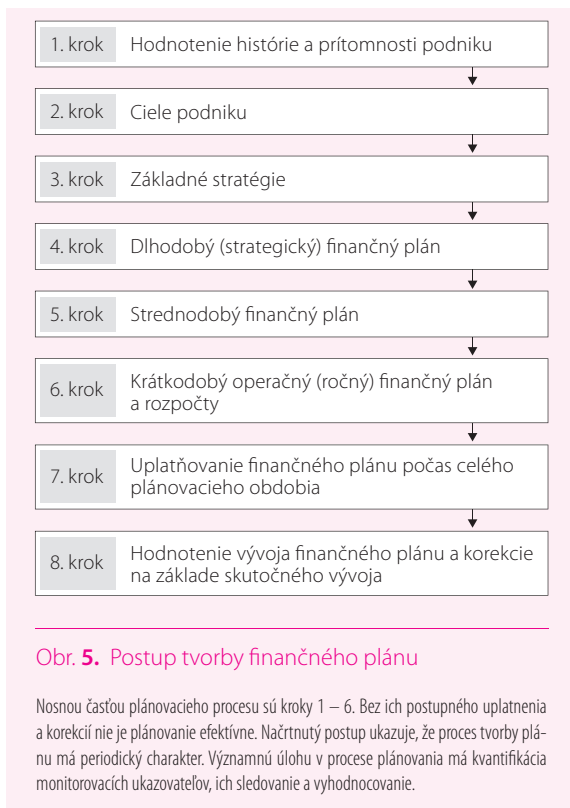 1. krok Hodnotenie histórie a prítomnosti podniku
2. krok Ciele podniku
3. krok Základné stratégie
4. krok Dlhodobý (strategický) finančný plán
5. krok Strednodobý finančný plán
6. krok Krátkodobý operačný (ročný) finančný plán
a rozpočty
7. krok Uplatňovanie finančného plánu počas celého
plánovacieho obdobia
8. krok Hodnotenie vývoja finančného plánu a korekcie
na základe skutočného vývoja
Obr. 5. Postup tvorby finančného plánu
Nosnou časťou plánovacieho procesu sú kroky 1 – 6. Bez ich postupného uplatnenia
a korekcií nie je plánovanie efektívne. Načrtnutý postup ukazuje, že proces tvorby plá-
nu má periodický charakter. Významnú úlohu v procese plánovania má kvantifikácia
monitorovacích ukazovateľov, ich sledovanie a vyhodnocovanie.